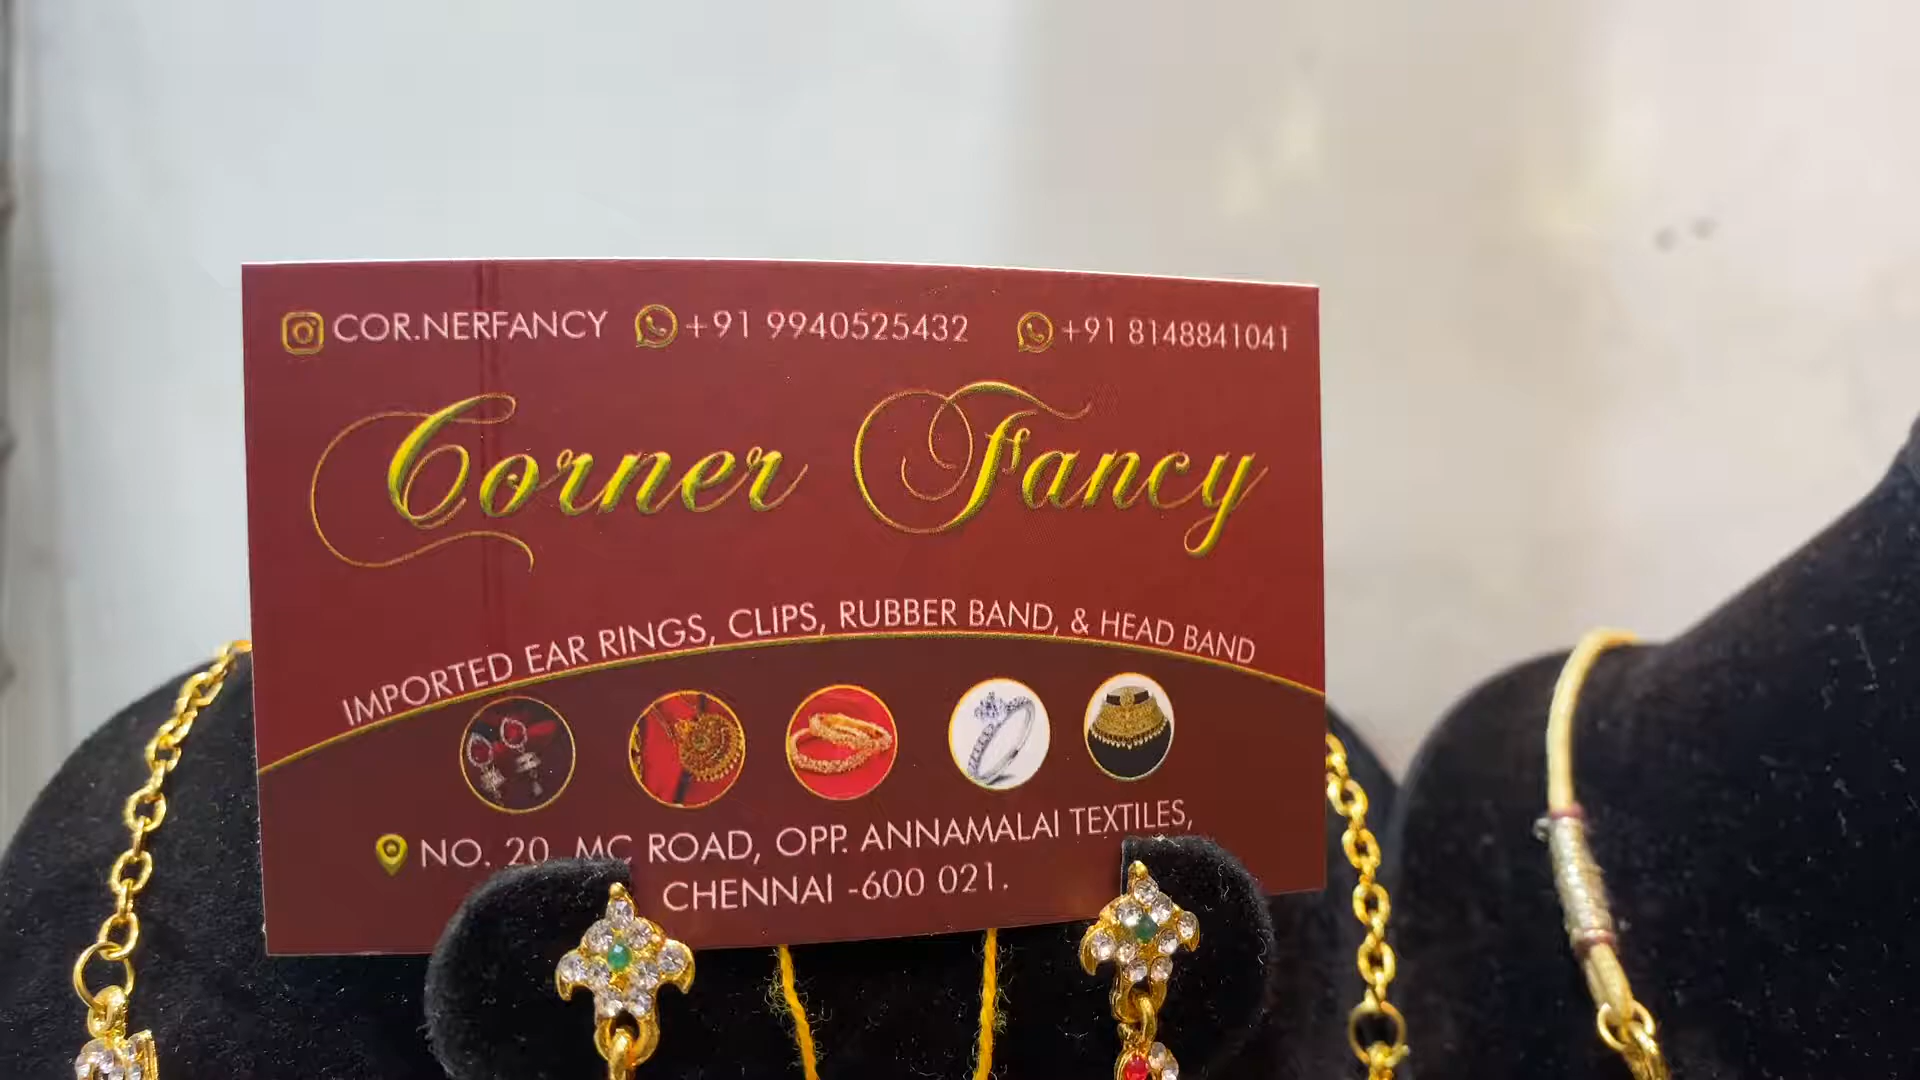 COR.NERFANCY +91 9940525432 +91 8148841041
Corner Fancy
IMPORTED EAR RINGS, CLIPS, RUBBER BAND, & HEAD BAND
NO. 20 MC ROAD, OPP. ANNAMALAI TEXTILES,
CHENNAI -600 021.